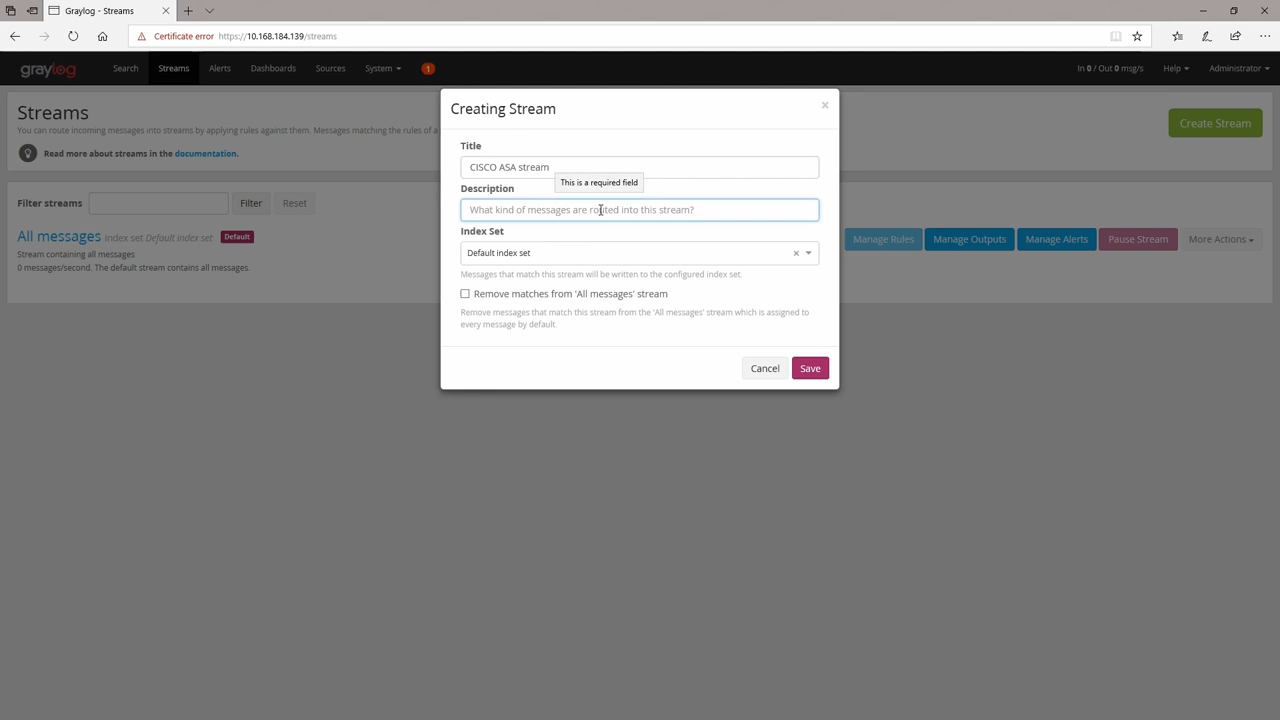 Graylog - Streams
Certificate error https://10.168.184.139/streams
graylog Search Streams Alerts Dashboards Sources System 1 In 0 / Out 0 msg/s Help Administrator
Streams
You can route incoming messages into streams by applying rules against them. Messages matching the rules of a
Read more about streams in the documentation.
Create Stream
Filter streams Filter Reset
All messages index set Default index set Default
Stream containing all messages
0 messages/second. The default stream contains all messages.
Manage Rules Manage Outputs Manage Alerts Pause Stream More Actions
Creating Stream ×
Title
CISCO ASA stream
This is a required field
Description
What kind of messages are routed into this stream?
Index Set
Default index set ×
Messages that match this stream will be written to the configured index set.
Remove matches from 'All messages' stream
Remove messages that match this stream from the 'All messages' stream which is assigned to
every message by default.
Cancel Save